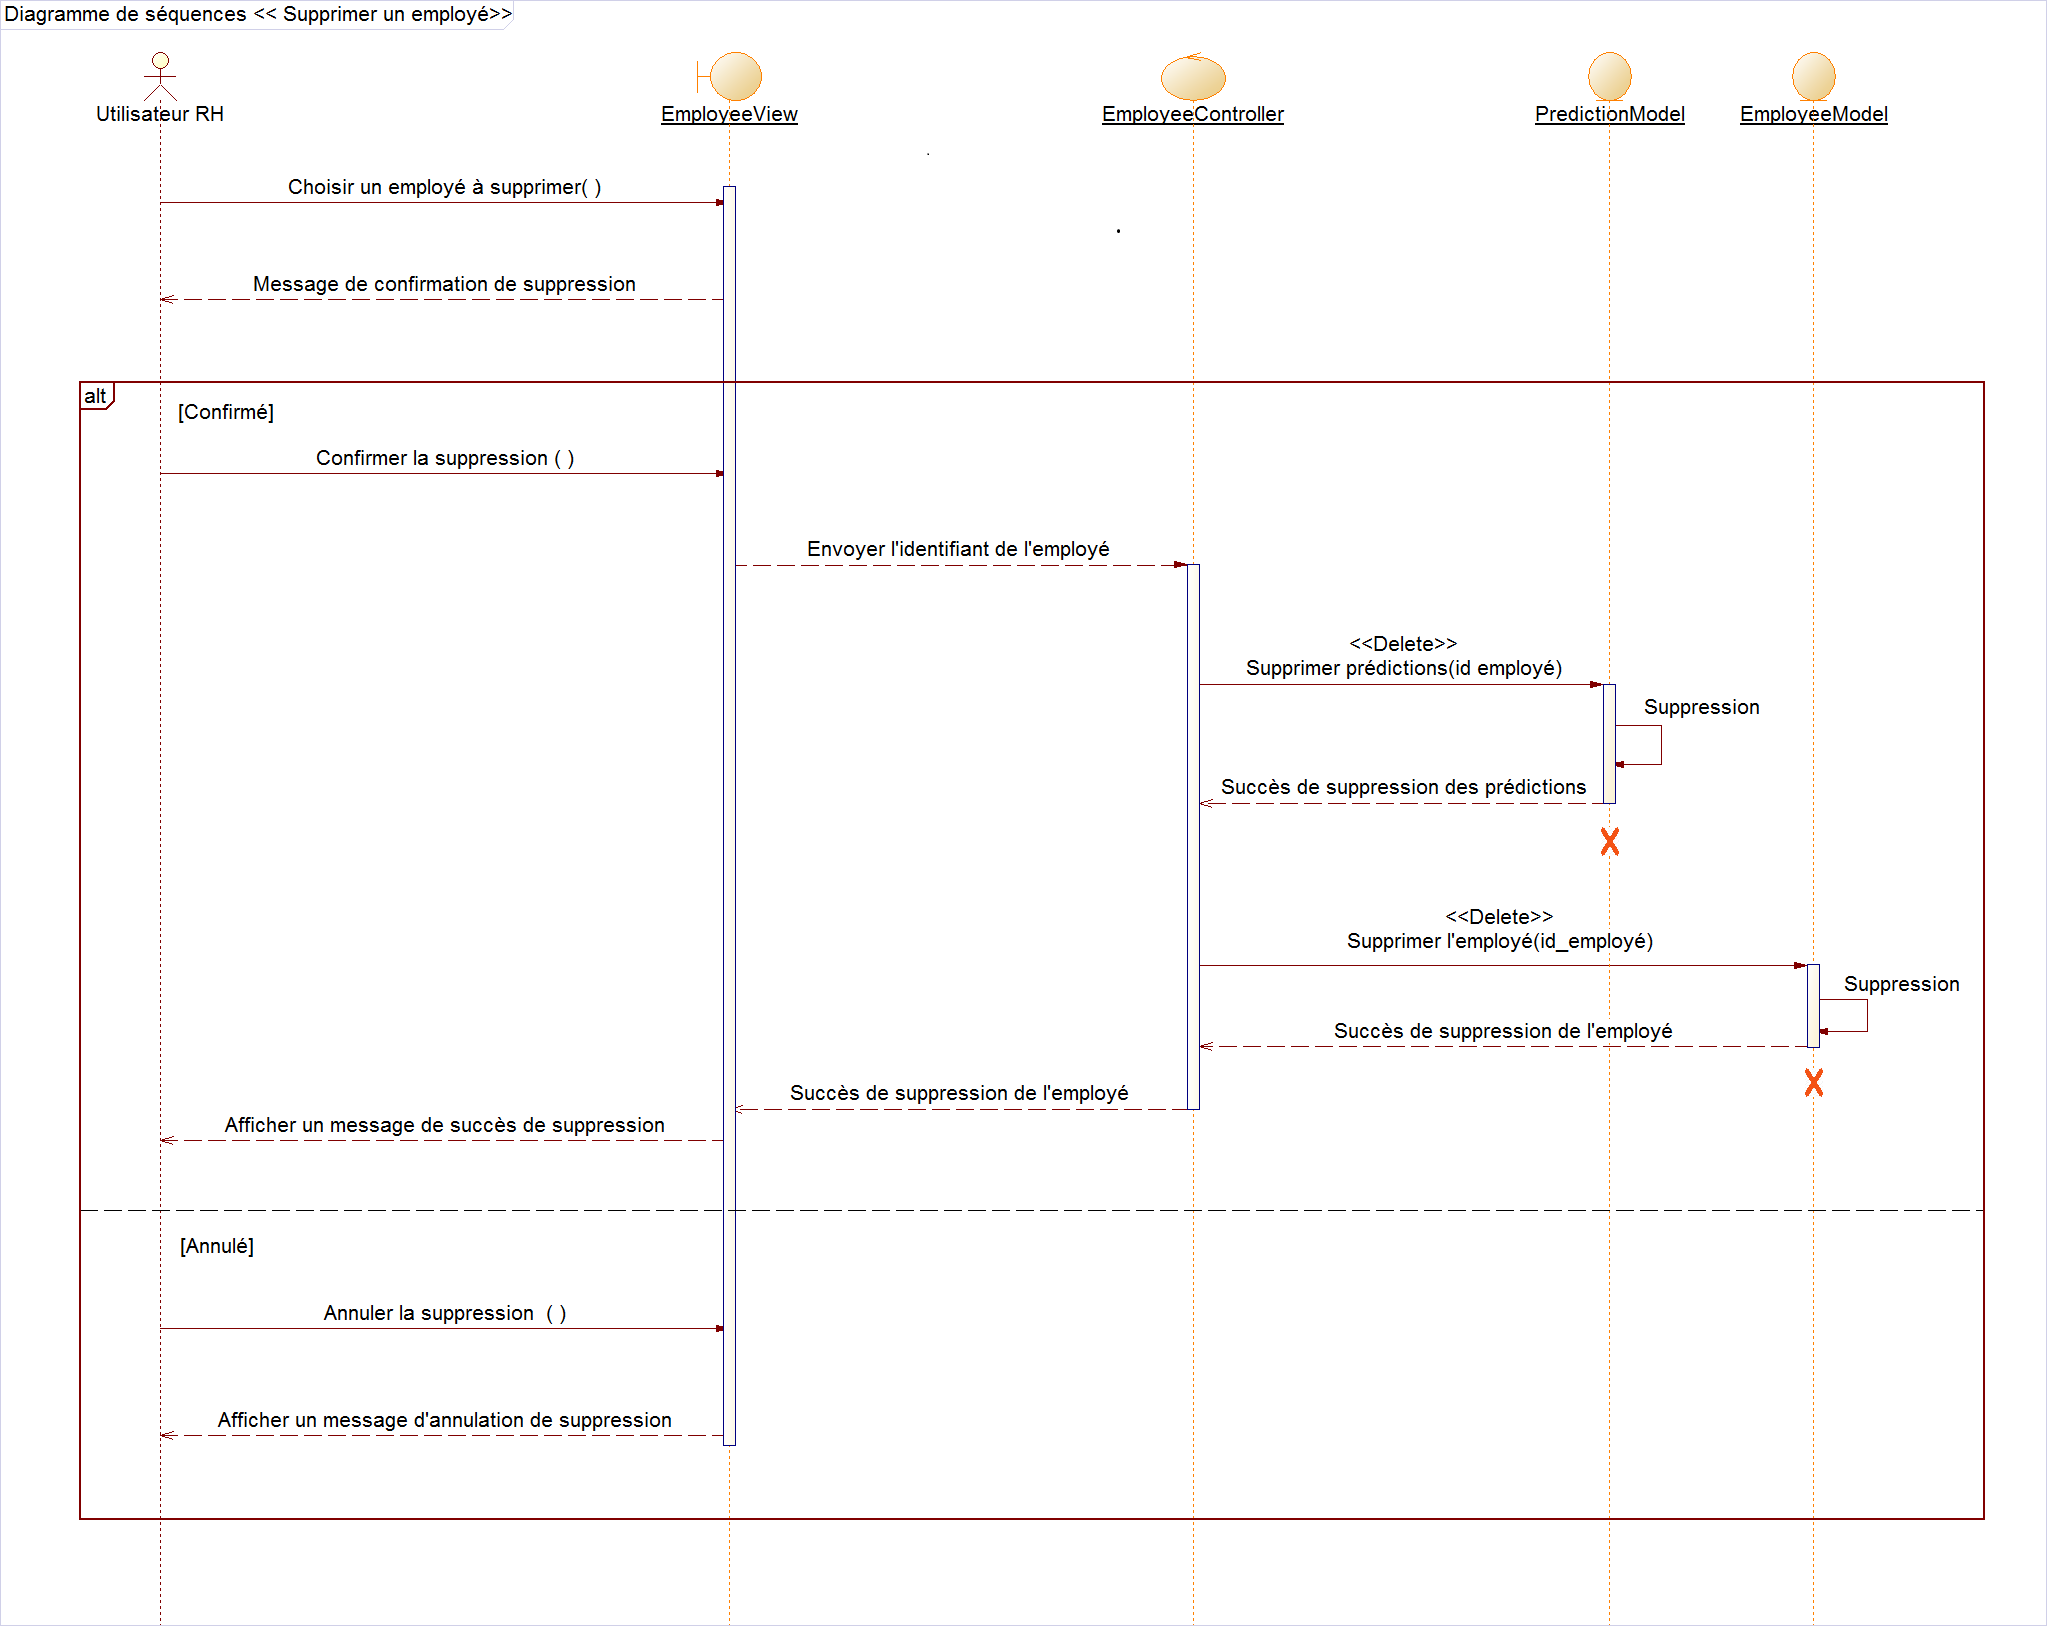 Diagramme de séquences << Supprimer un employé>>
Utilisateur RH
EmployeeView
EmployeeController
PredictionModel
EmployeeModel
Choisir un employé à supprimer( )
Message de confirmation de suppression
alt
[Confirmé]
Confirmer la suppression ( )
Envoyer l'identifiant de l'employé
<<Delete>>
Supprimer prédictions(id employé)
Suppression
Succès de suppression des prédictions
<<Delete>>
Supprimer l'employé(id_employé)
Suppression
Succès de suppression de l'employé
Succès de suppression de l'employé
Afficher un message de succès de suppression
[Annulé]
Annuler la suppression  ( )
Afficher un message d'annulation de suppression